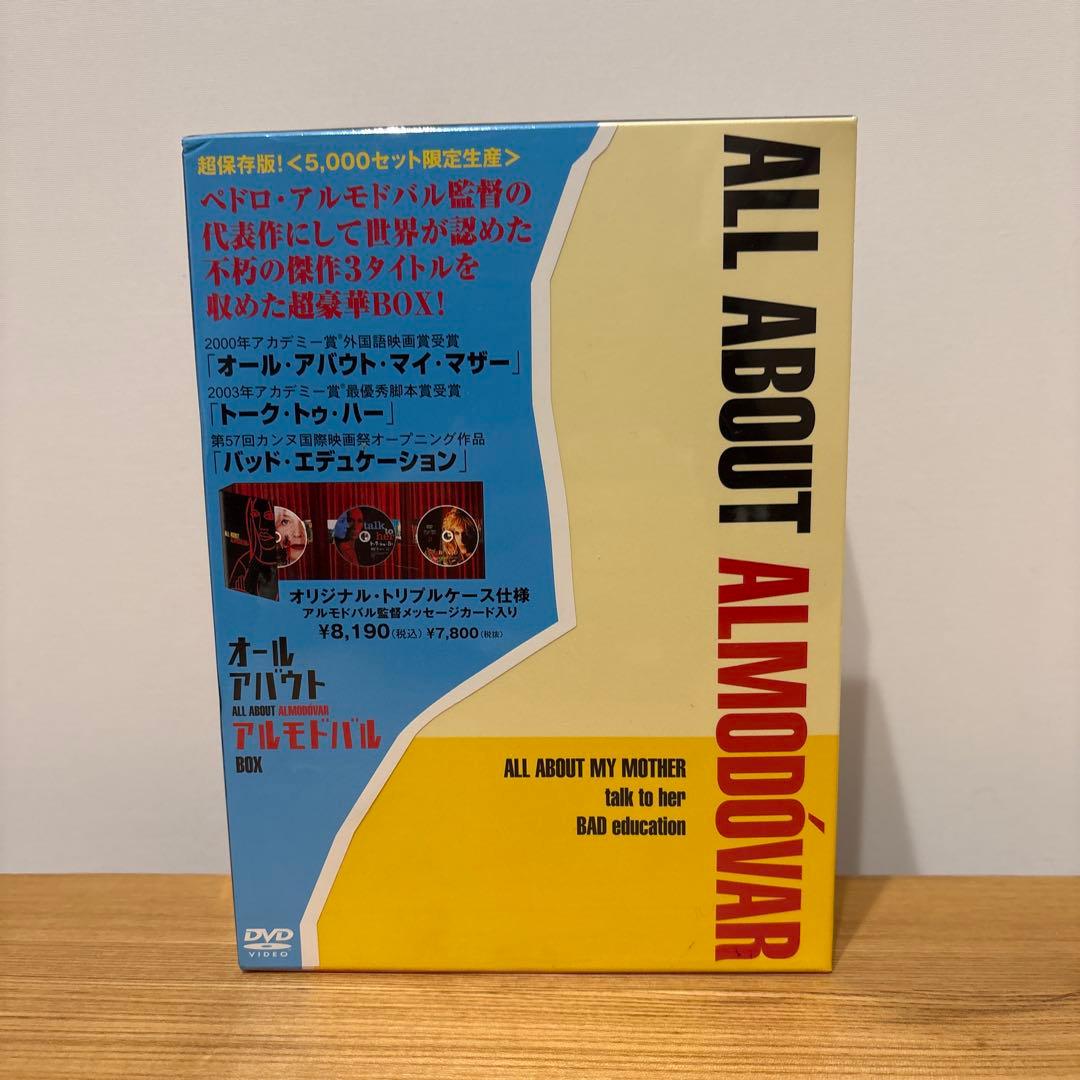 超保存版!<5,000セット限定生産>
ペドロ・アルモドバル監督の
代表作にして世界が認めた
不朽の傑作3タイトルを
収めた超豪華BOX!
2000年アカデミー賞®外国語映画賞受賞
「オール・アバウト・マイ・マザー」
2003年アカデミー賞®最優秀脚本賞受賞
「トーク・トゥ・ハー」
第57回カンヌ国際映画祭オープニング作品
「バッド・エデュケーション」
ALL ABOUT
talk to her
オリジナル・トリプルケース仕様
アルモドバル監督メッセージカード入り
¥8,190(税込) ¥7,800(税抜)
オール
アバウト
ALL ABOUT ALMODÓVAR
アルモドバル
BOX
DVD
VIDEO
ALL ABOUT ALMODÓVAR
ALL ABOUT MY MOTHER
talk to her
BAD education